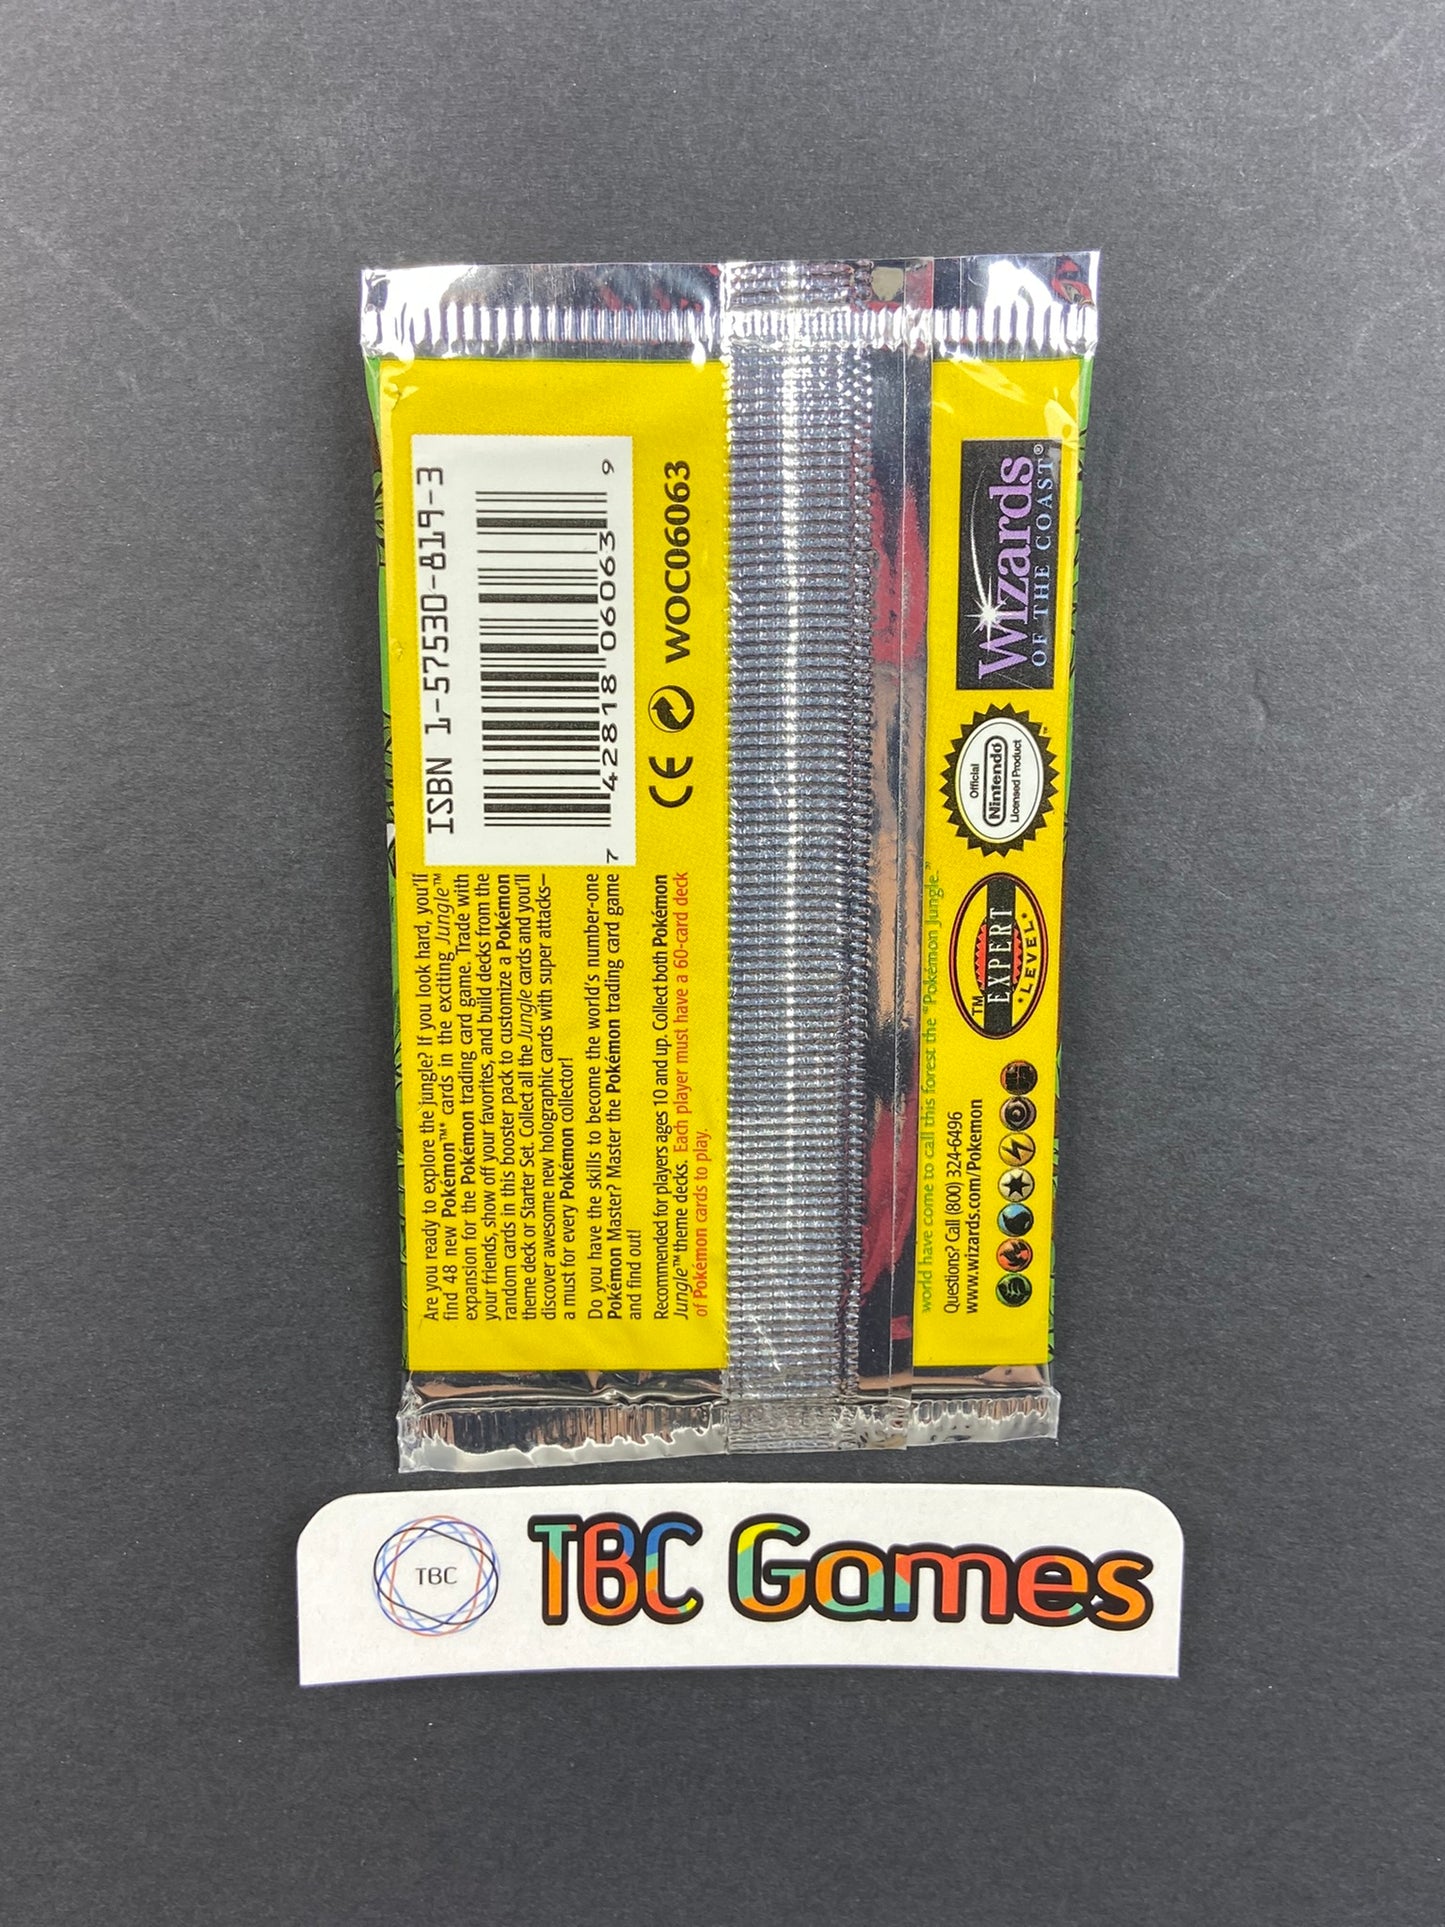 Are you ready to explore the jungle? If you look hard, you'll
find 48 new Pokémon™* cards in the exciting Jungle™
expansion for the Pokémon trading card game. Trade with
your friends, show off your favorites, and build decks from the
random cards in this booster pack to customize a Pokémon
theme deck or Starter Set. Collect all the Jungle cards and you'll
discover awesome new holographic cards with super attacks—
a must for every Pokémon collector!
Do you have the skills to become the world's number-one
Pokémon Master? Master the Pokémon trading card game
and find out!
Recommended for players ages 10 and up. Collect both Pokémon
Jungle™ theme decks. Each player must have a 60-card deck
of Pokémon cards to play.
ISBN 1-57530-819-3
7 42818 06063 9
CE WOC06063
world have come to call this forest the "Pokémon Jungle."
Questions? Call (800) 324-6496
www.wizards.com/Pokemon
TM
EXPERT
LEVEL
Official
Nintendo
Licensed Product
™
Wizards
OF THE COAST®
TBC
TBC Games